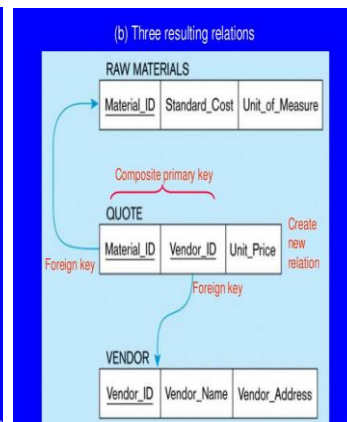 (b) Three resulting relations
RAW MATERIALS
Material_ID Standard_Cost Unit_of_Measure
Composite primary key
QUOTE
Material_ID Vendor_ID Unit_Price
Create
new
relation
Foreign key
Foreign key
VENDOR
Vendor_ID Vendor_Name Vendor_Address